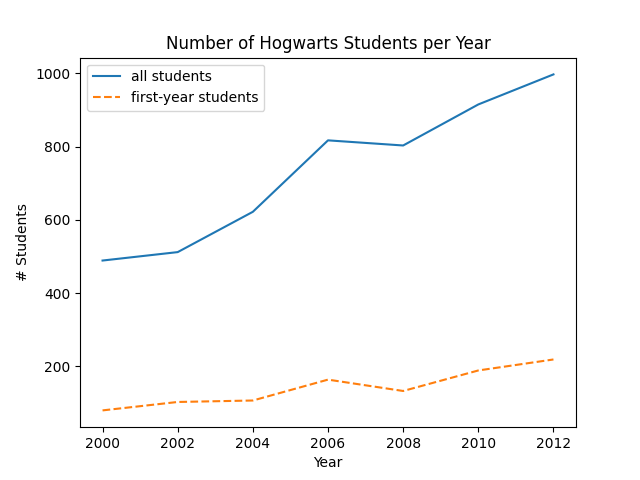 Number of Hogwarts Students per Year
all students
first-year students
1000
800
600
400
200
# Students
2000 2002 2004 2006 2008 2010 2012
Year